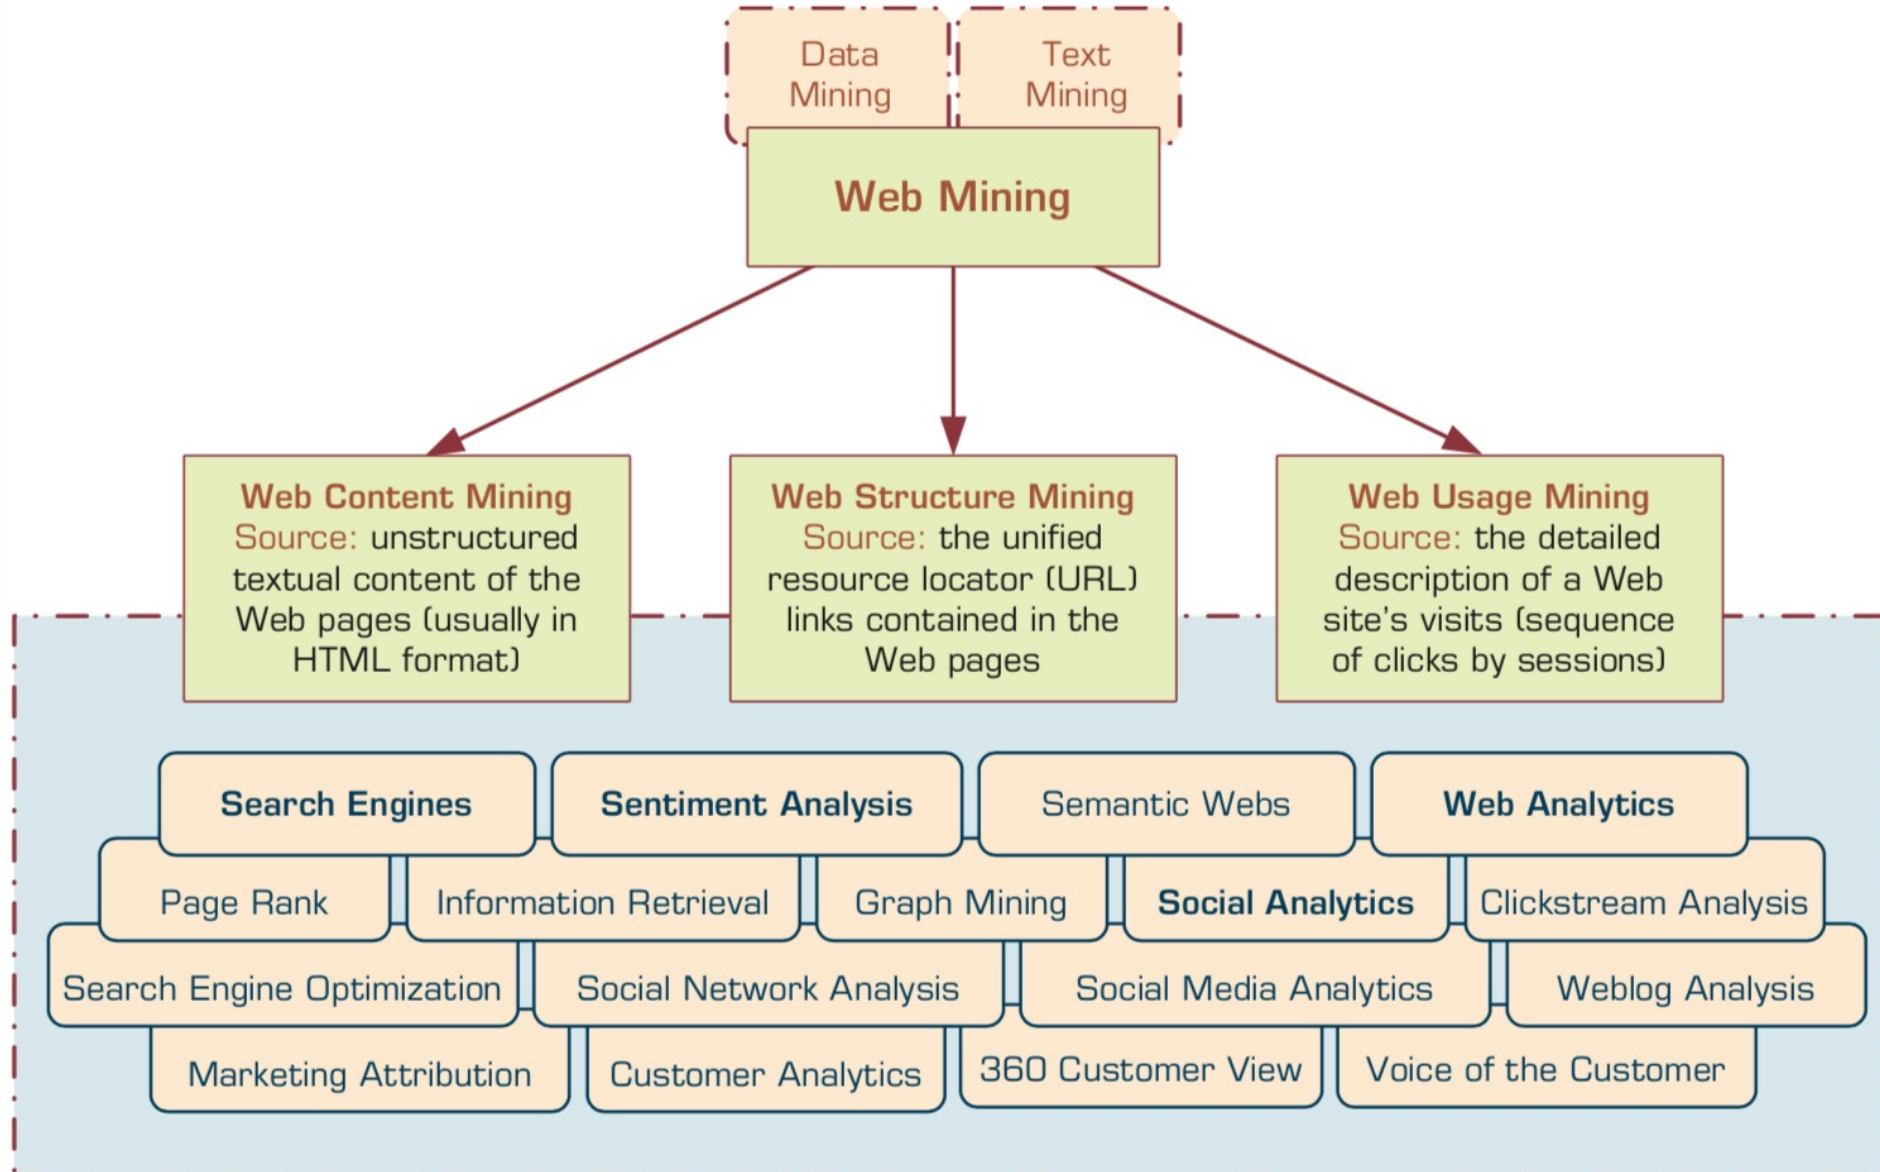 Data
Mining
Text
Mining
Web Mining
Web Content Mining
Source: unstructured
textual content of the
Web pages (usually in
HTML format)
Web Structure Mining
Source: the unified
resource locator (URL)
links contained in the
Web pages
Web Usage Mining
Source: the detailed
description of a Web
site's visits (sequence
of clicks by sessions)
Search Engines
Sentiment Analysis
Semantic Webs
Web Analytics
Page Rank
Information Retrieval
Graph Mining
Social Analytics
Clickstream Analysis
Search Engine Optimization
Social Network Analysis
Social Media Analytics
Weblog Analysis
Marketing Attribution
Customer Analytics
360 Customer View
Voice of the Customer